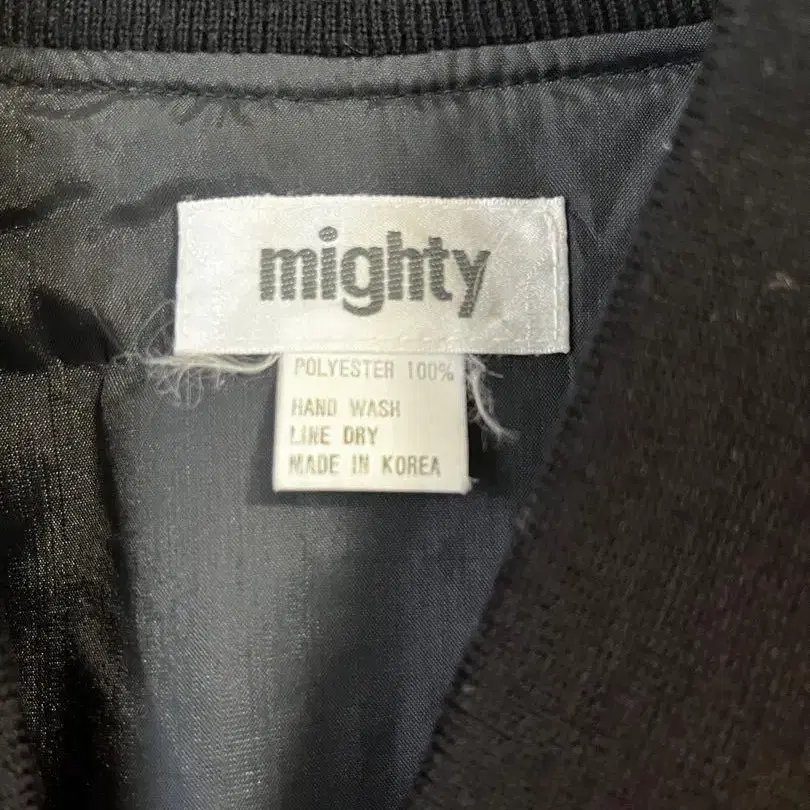 mighty
POLYESTER 100%
HAND WASH
LINE DRY
MADE IN KOREA